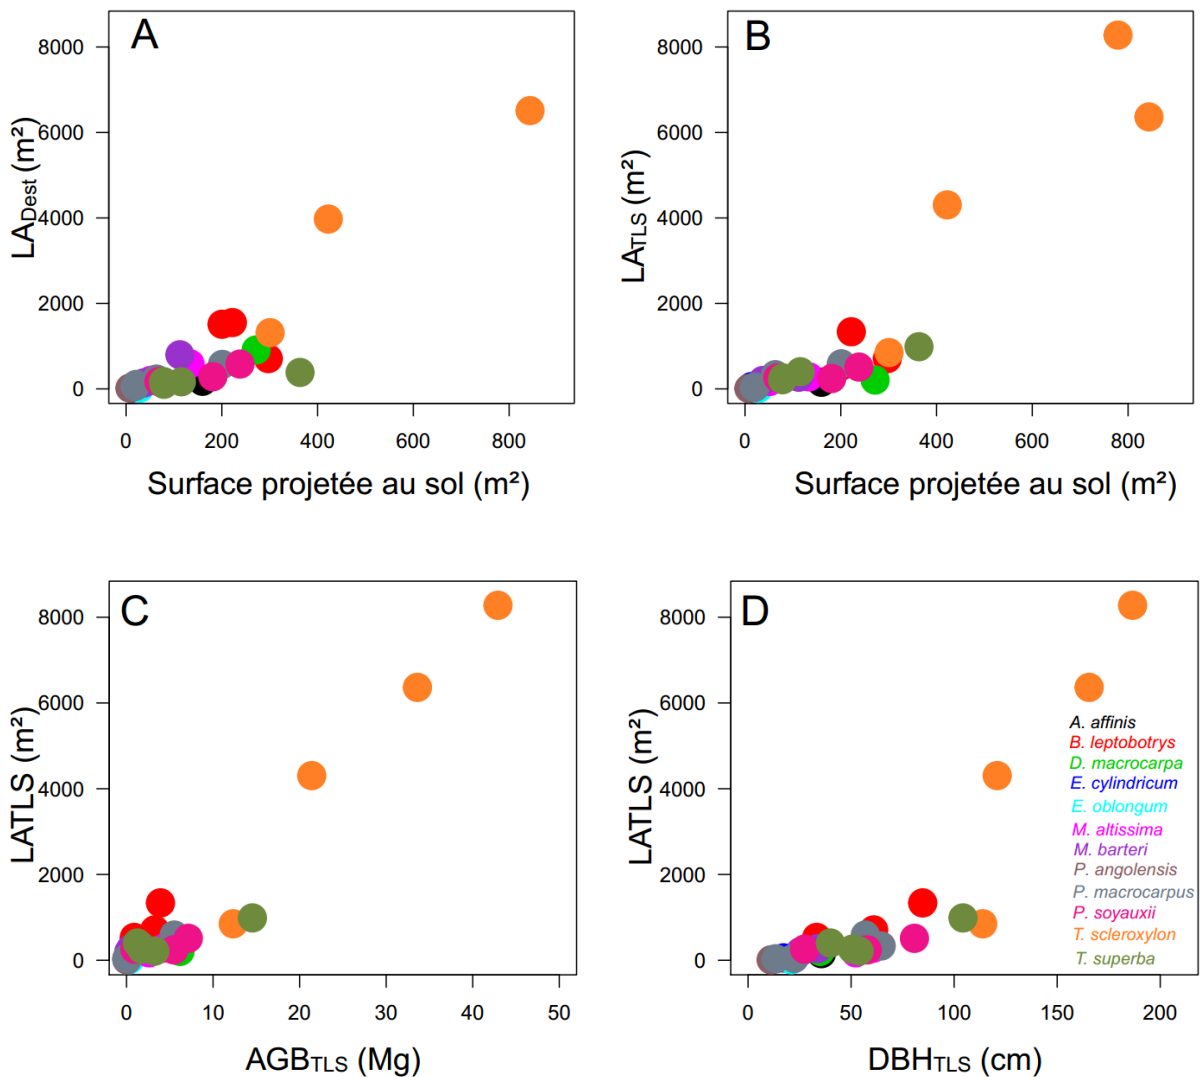 A
8000
6000
4000
2000
0
LADest (m²)
0 200 400 600 800
Surface projetée au sol (m²)
B
8000
6000
4000
2000
0
LATLS (m²)
0 200 400 600 800
Surface projetée au sol (m²)
C
8000
6000
4000
2000
0
LATLS (m²)
0 10 20 30 40 50
AGBTLS (Mg)
D
8000
6000
4000
2000
0
LATLS (m²)
A. affinis
B. leptobotrys
D. macrocarpa
E. cylindricum
E. oblongum
M. altissima
M. barteri
P. angolensis
P. macrocarpus
P. soyauxii
T. scleroxylon
T. superba
0 50 100 150 200
DBHTLS (cm)